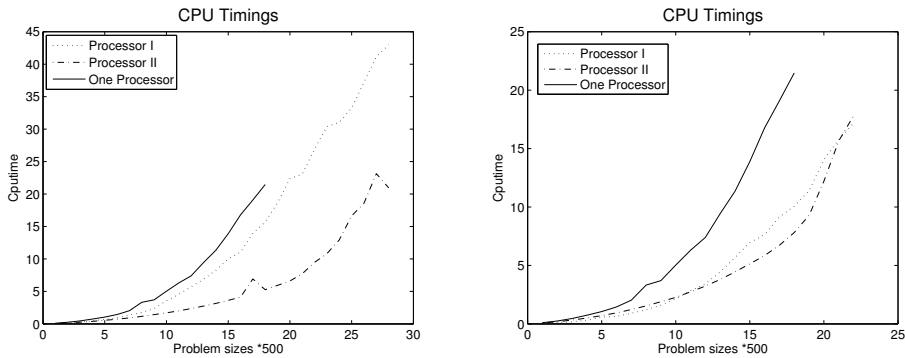 CPU Timings
45
40
35
30
25
20
15
10
5
0
Cputime
Processor I
Processor II
One Processor
0 5 10 15 20 25 30
Problem sizes *500
CPU Timings
25
20
15
10
5
0
Cputime
Processor I
Processor II
One Processor
0 5 10 15 20 25
Problem sizes *500